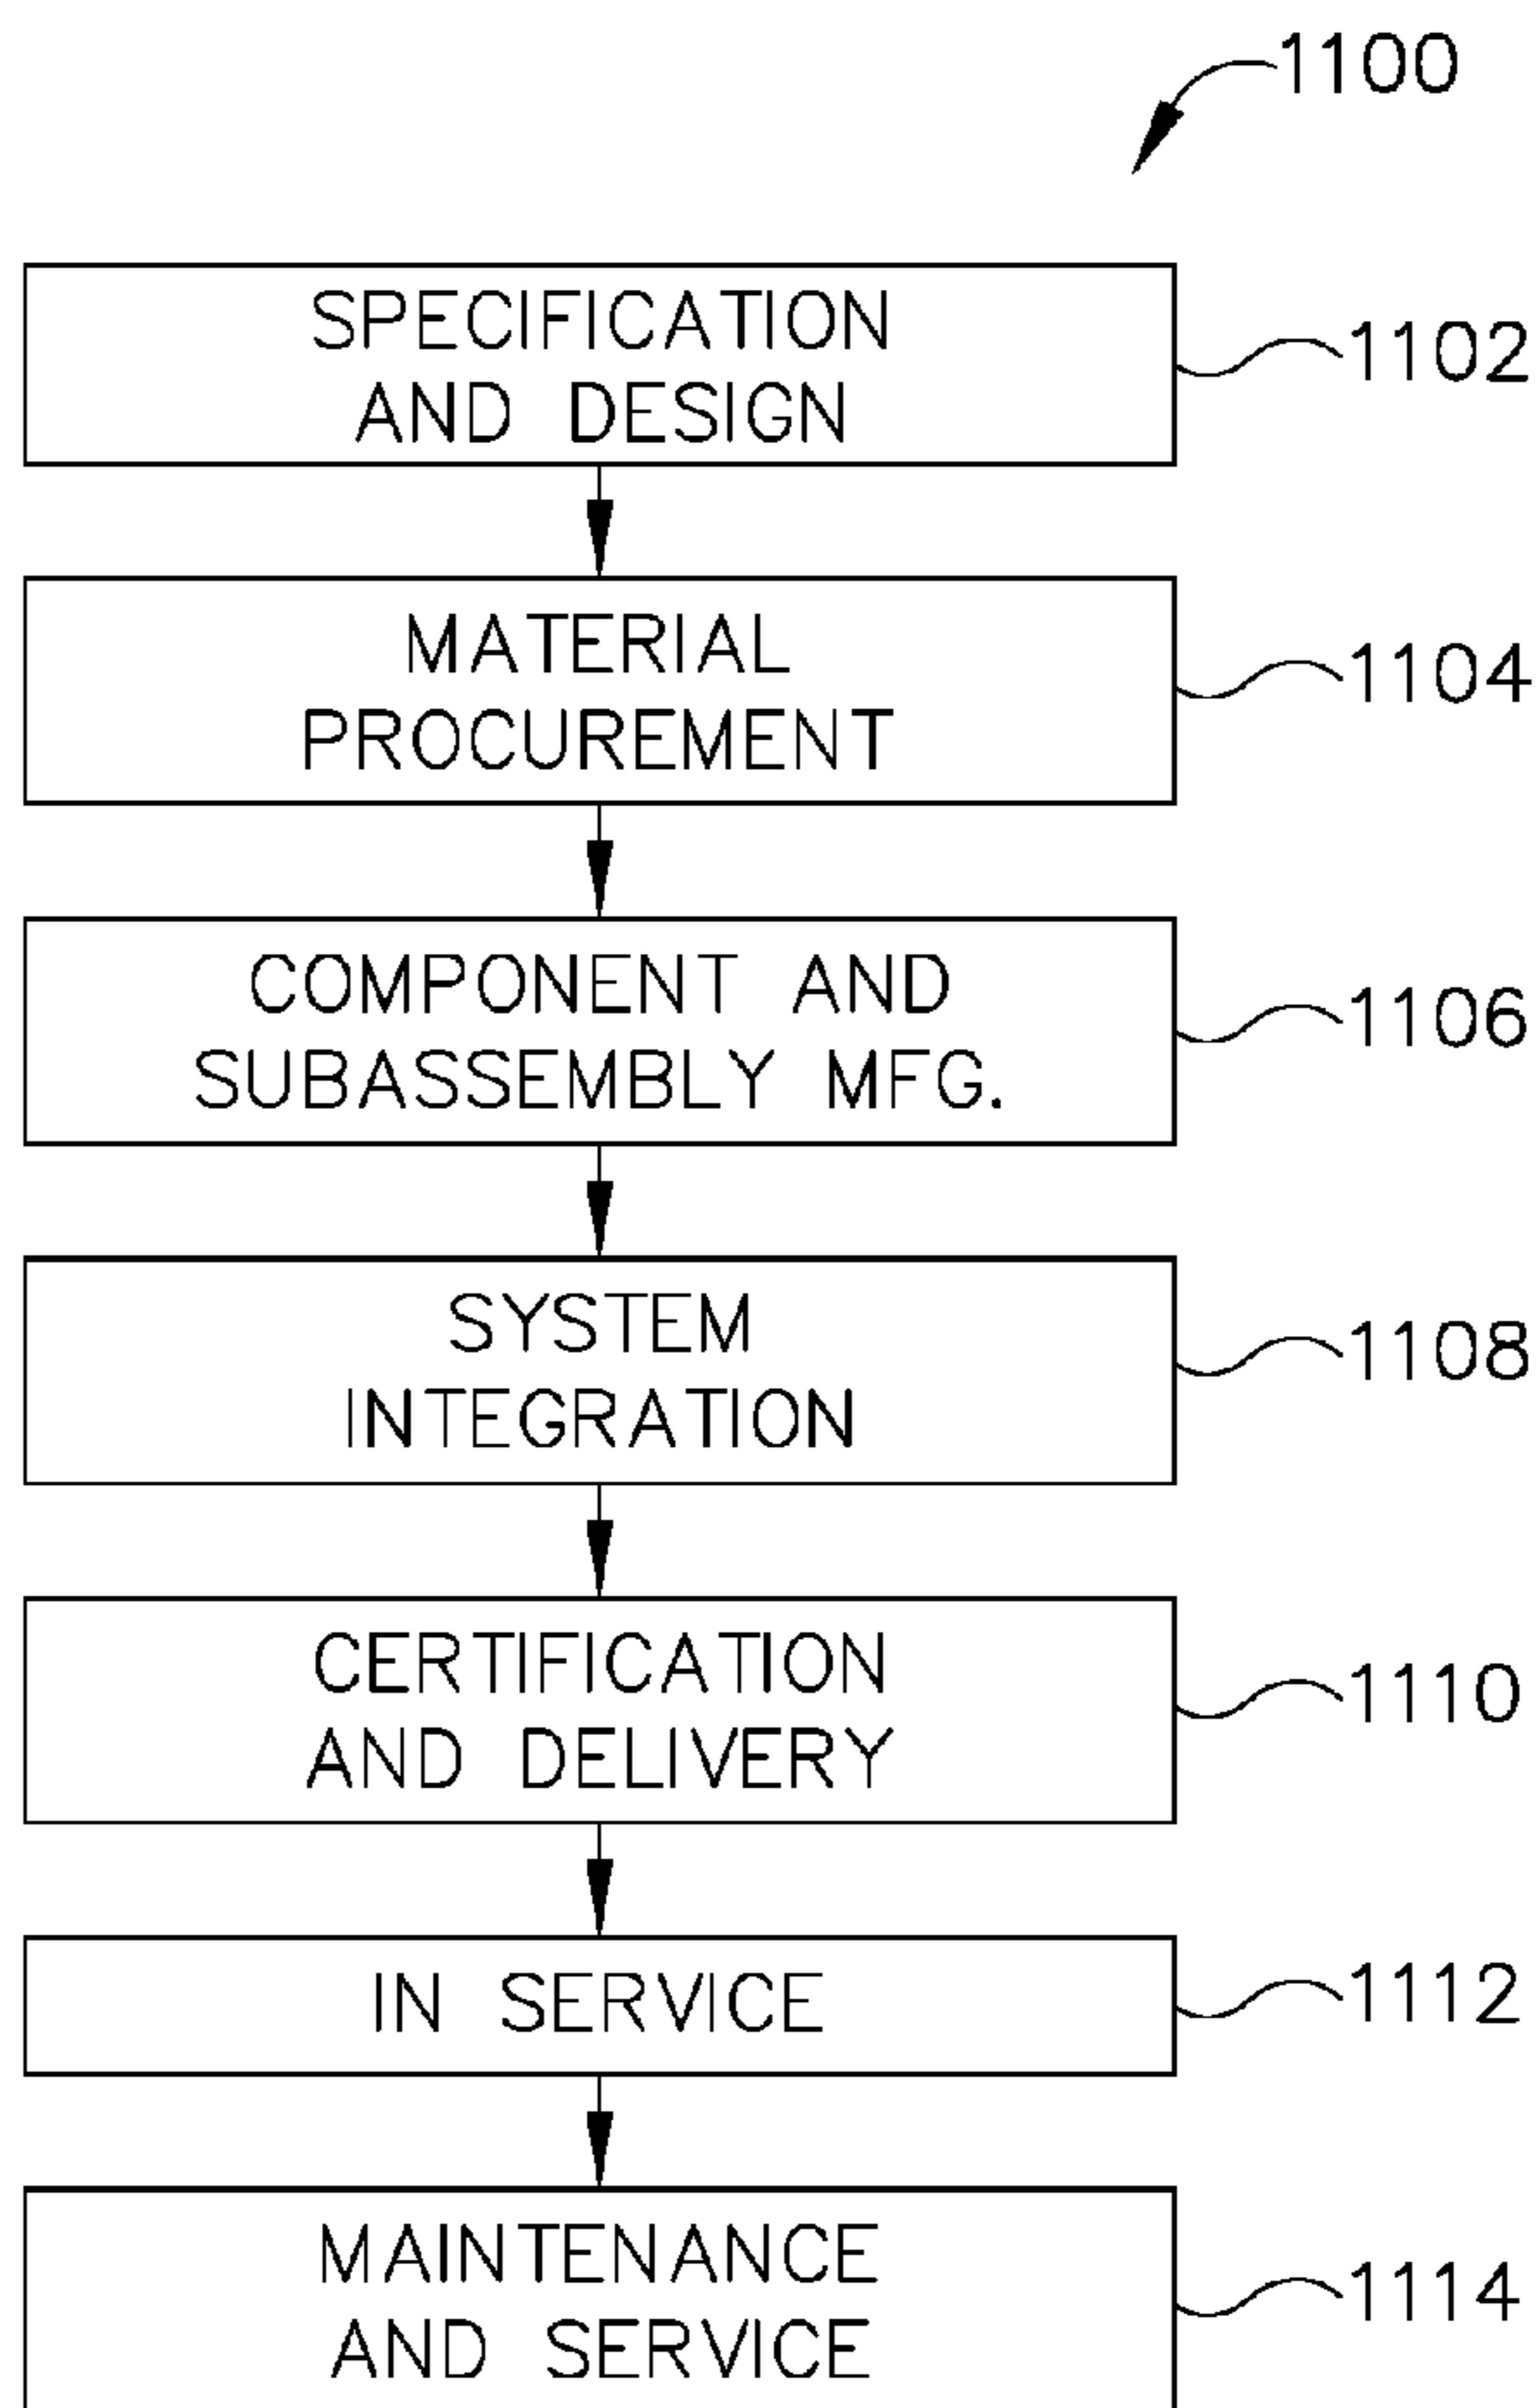 1100
SPECIFICATION
AND DESIGN
1102
MATERIAL
PROCUREMENT
1104
COMPONENT AND
SUBASSEMBLY MFG.
1106
SYSTEM
INTEGRATION
1108
CERTIFICATION
AND DELIVERY
1110
IN SERVICE
1112
MAINTENANCE
AND SERVICE
1114